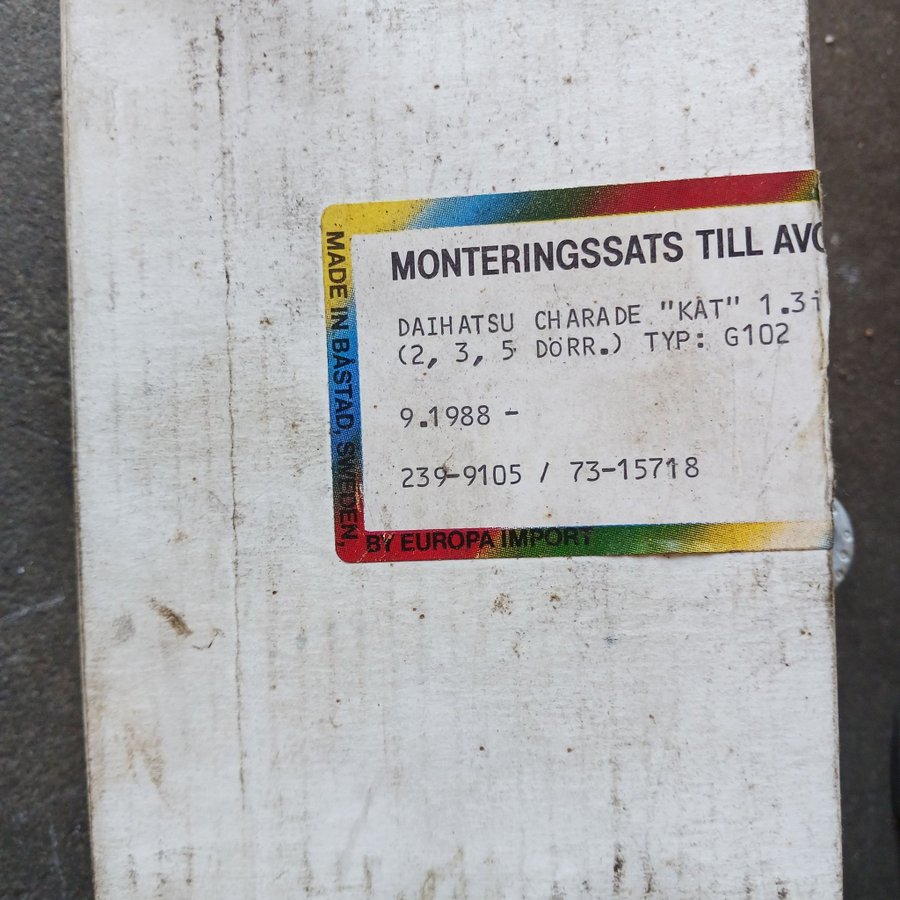 MONTERINGSSATS TILL
DAIHATSU CHARADE "KAT" 1.3i
(2, 3, 5 DÖRR.) TYP: G102
9.1988 -
239-9105 / 73-15718
MADE IN BÅSTAD, SWEDEN,
BY EUROPA IMPORT